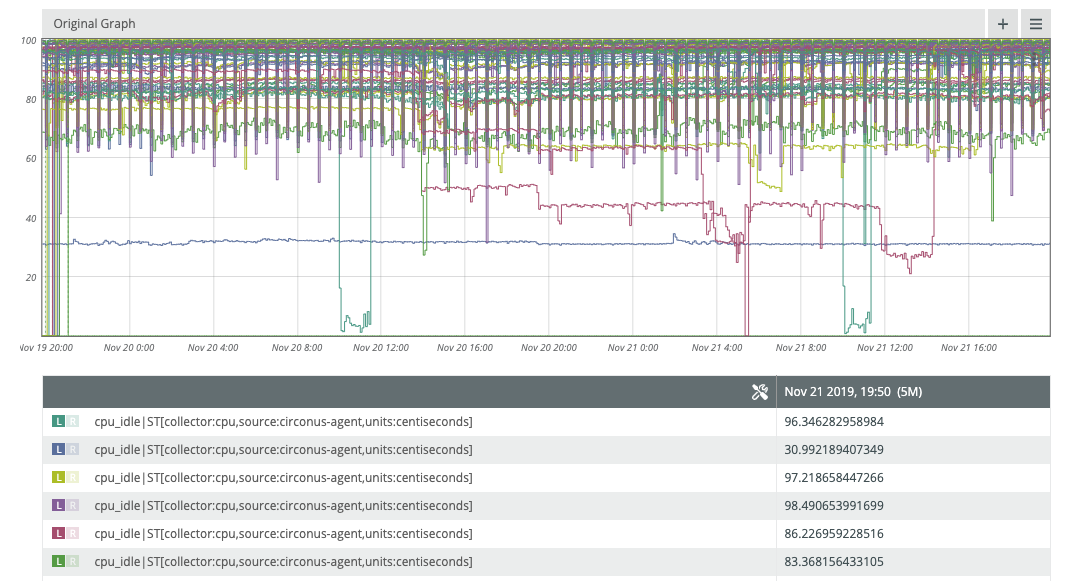 Original Graph
+
100
80
60
40
20
Nov 19 20:00 Nov 20 0:00 Nov 20 4:00 Nov 20 8:00 Nov 20 12:00 Nov 20 16:00 Nov 20 20:00 Nov 21 0:00 Nov 21 4:00 Nov 21 8:00 Nov 21 12:00 Nov 21 16:00
Nov 21 2019, 19:50 (5M)
L R cpu_idle|ST[collector:cpu,source:circonus-agent,units:centiseconds] 96.346282958984
L R cpu_idle|ST[collector:cpu,source:circonus-agent,units:centiseconds] 30.992189407349
L R cpu_idle|ST[collector:cpu,source:circonus-agent,units:centiseconds] 97.218658447266
L R cpu_idle|ST[collector:cpu,source:circonus-agent,units:centiseconds] 98.490653991699
L R cpu_idle|ST[collector:cpu,source:circonus-agent,units:centiseconds] 86.226959228516
L R cpu_idle|ST[collector:cpu,source:circonus-agent,units:centiseconds] 83.368156433105